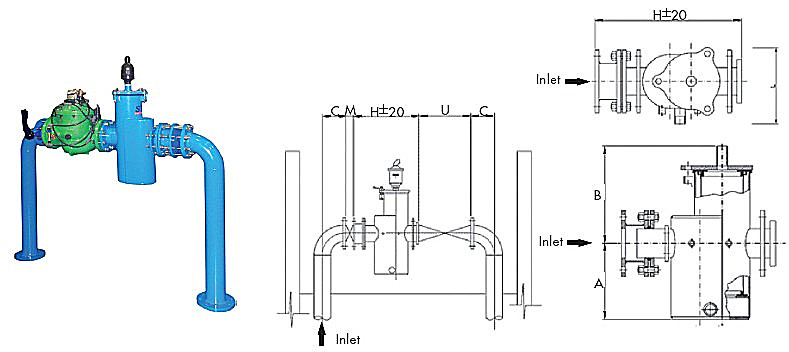 H±20
Inlet
L
C M H±20 U C
B
Inlet
A
Inlet